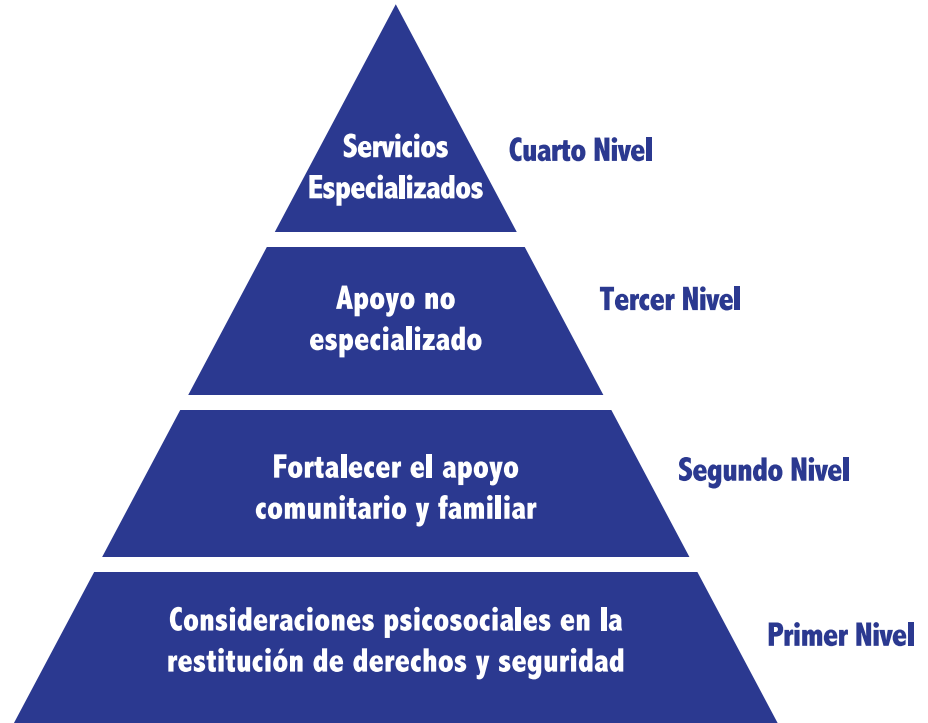 Servicios
Especializados
Cuarto Nivel
Apoyo no
especializado
Tercer Nivel
Fortalecer el apoyo
comunitario y familiar
Segundo Nivel
Consideraciones psicosociales en la
restitución de derechos y seguridad
Primer Nivel